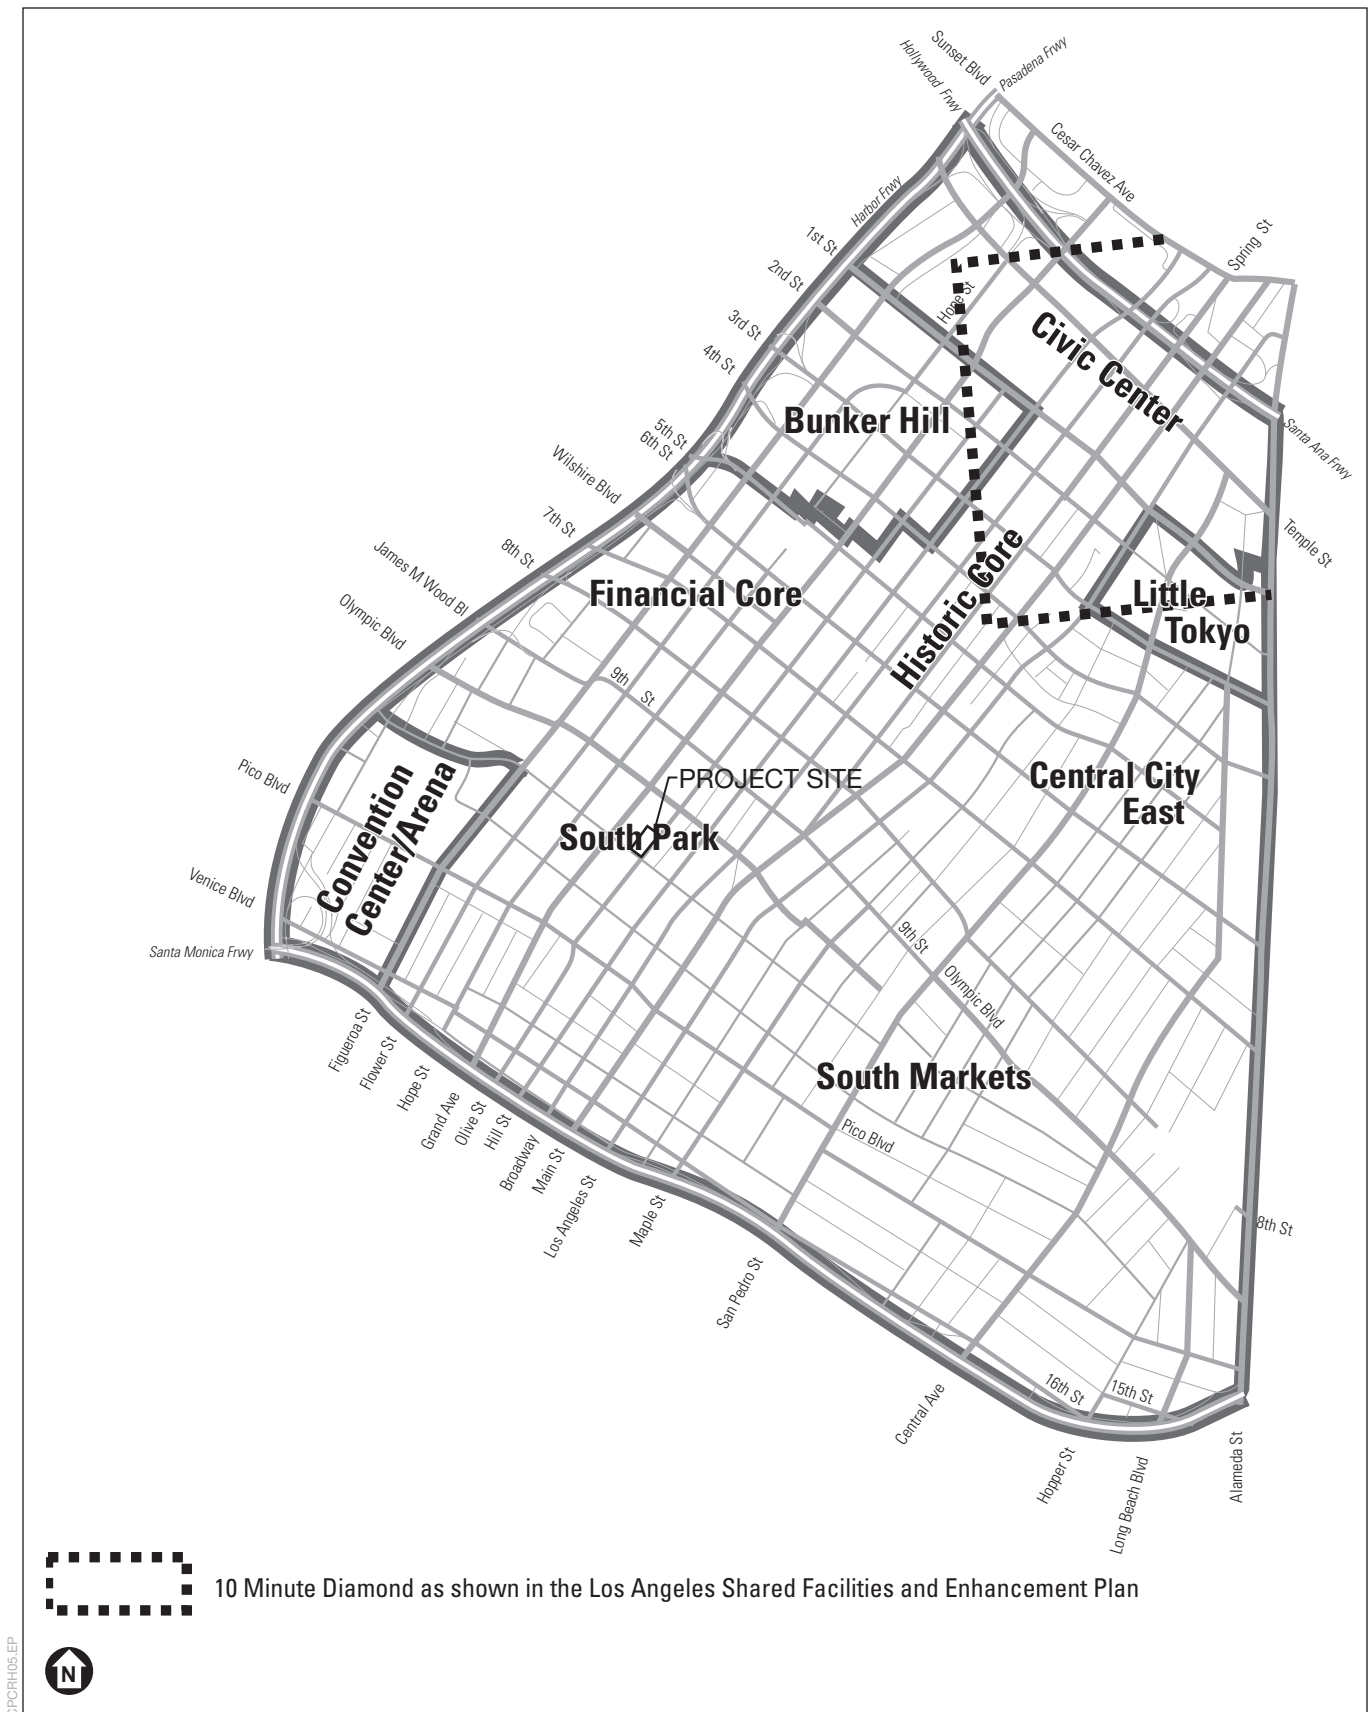 Sunset Blvd
Pasadena Frwy
Hollywood Frwy
Cesar Chavez Ave
Harbor Frwy
Spring St
1st St
2nd St
Hope St
3rd St
Civic Center
4th St
Bunker Hill
Santa Ana Frwy
5th St
6th St
Wilshire Blvd
7th St
Temple St
8th St
James M Wood Bl
Financial Core
Historic Core
Little
Tokyo
Olympic Blvd
9th St
Pico Blvd
PROJECT SITE
Central City
East
Convention
Center/Arena
South Park
Venice Blvd
9th St
Santa Monica Frwy
Olympic Blvd
Figueroa St
Flower St
Hope St
Grand Ave
Olive St
Hill St
Broadway
Main St
Los Angeles St
Maple St
San Pedro St
South Markets
Pico Blvd
8th St
Central Ave
16th St
15th St
Hopper St
Long Beach Blvd
Alameda St
10 Minute Diamond as shown in the Los Angeles Shared Facilities and Enhancement Plan
N
CPCRH05.EP